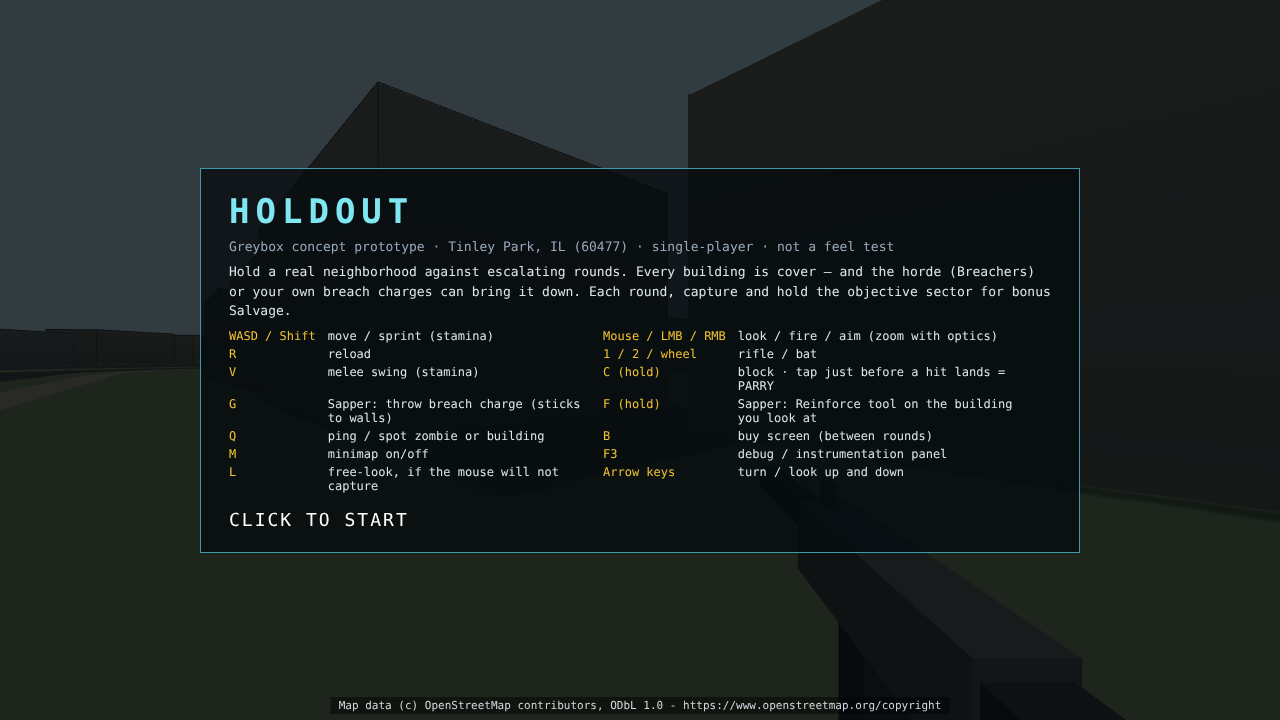 HOLDOUT
Greybox concept prototype · Tinley Park, IL (60477) · single-player · not a feel test
Hold a real neighborhood against escalating rounds. Every building is cover — and the horde (Breachers)
or your own breach charges can bring it down. Each round, capture and hold the objective sector for bonus
Salvage.
WASD / Shift move / sprint (stamina) Mouse / LMB / RMB look / fire / aim (zoom with optics)
R reload 1 / 2 / wheel rifle / bat
V melee swing (stamina) C (hold) block · tap just before a hit lands =
PARRY
G Sapper: throw breach charge (sticks F (hold) Sapper: Reinforce tool on the building
to walls) you look at
Q ping / spot zombie or building B buy screen (between rounds)
M minimap on/off F3 debug / instrumentation panel
L free-look, if the mouse will not Arrow keys turn / look up and down
capture
CLICK TO START
Map data (c) OpenStreetMap contributors, ODbL 1.0 - https://www.openstreetmap.org/copyright